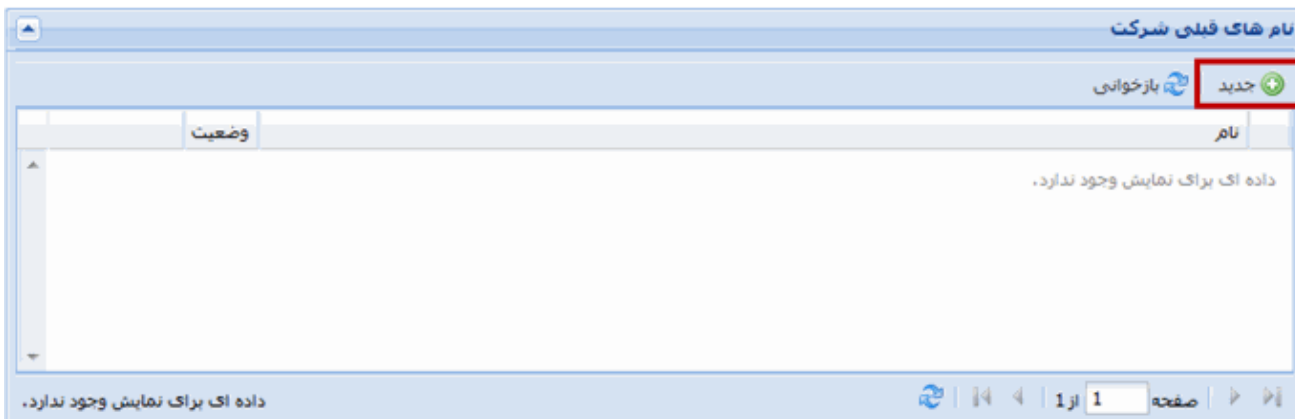 نام های قبلی شرکت
جدید بازخوانی
نام وضعیت
داده ای برای نمایش وجود ندارد.
صفحه 1 از 1 داده ای برای نمایش وجود ندارد.